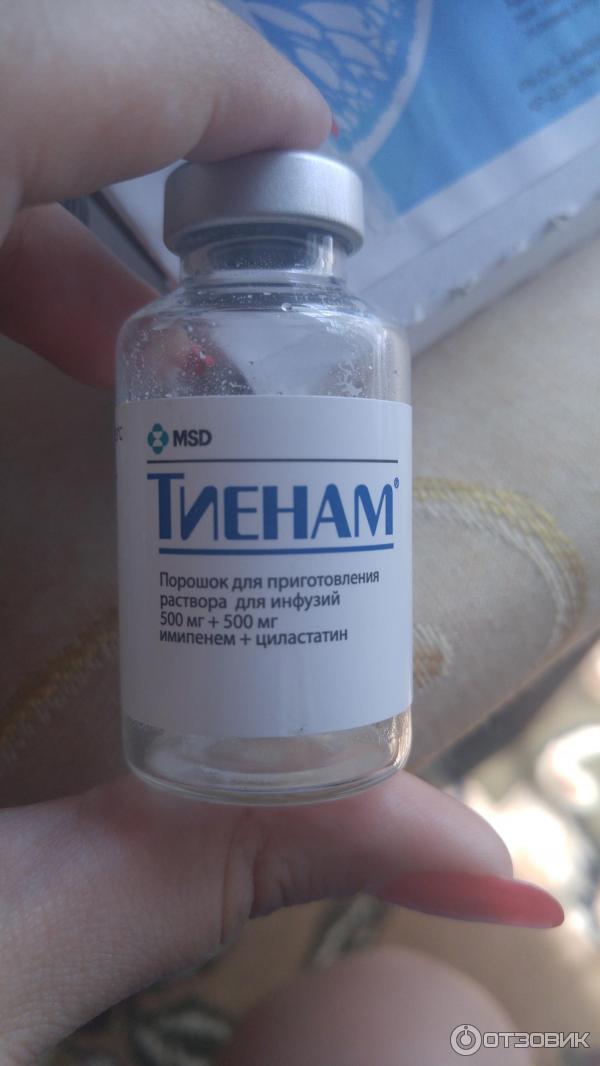 MSD
ТИЕНАМ®
Порошок для приготовления
раствора для инфузий
500 мг + 500 мг
имипенем + циластатин
ОТЗОВИК